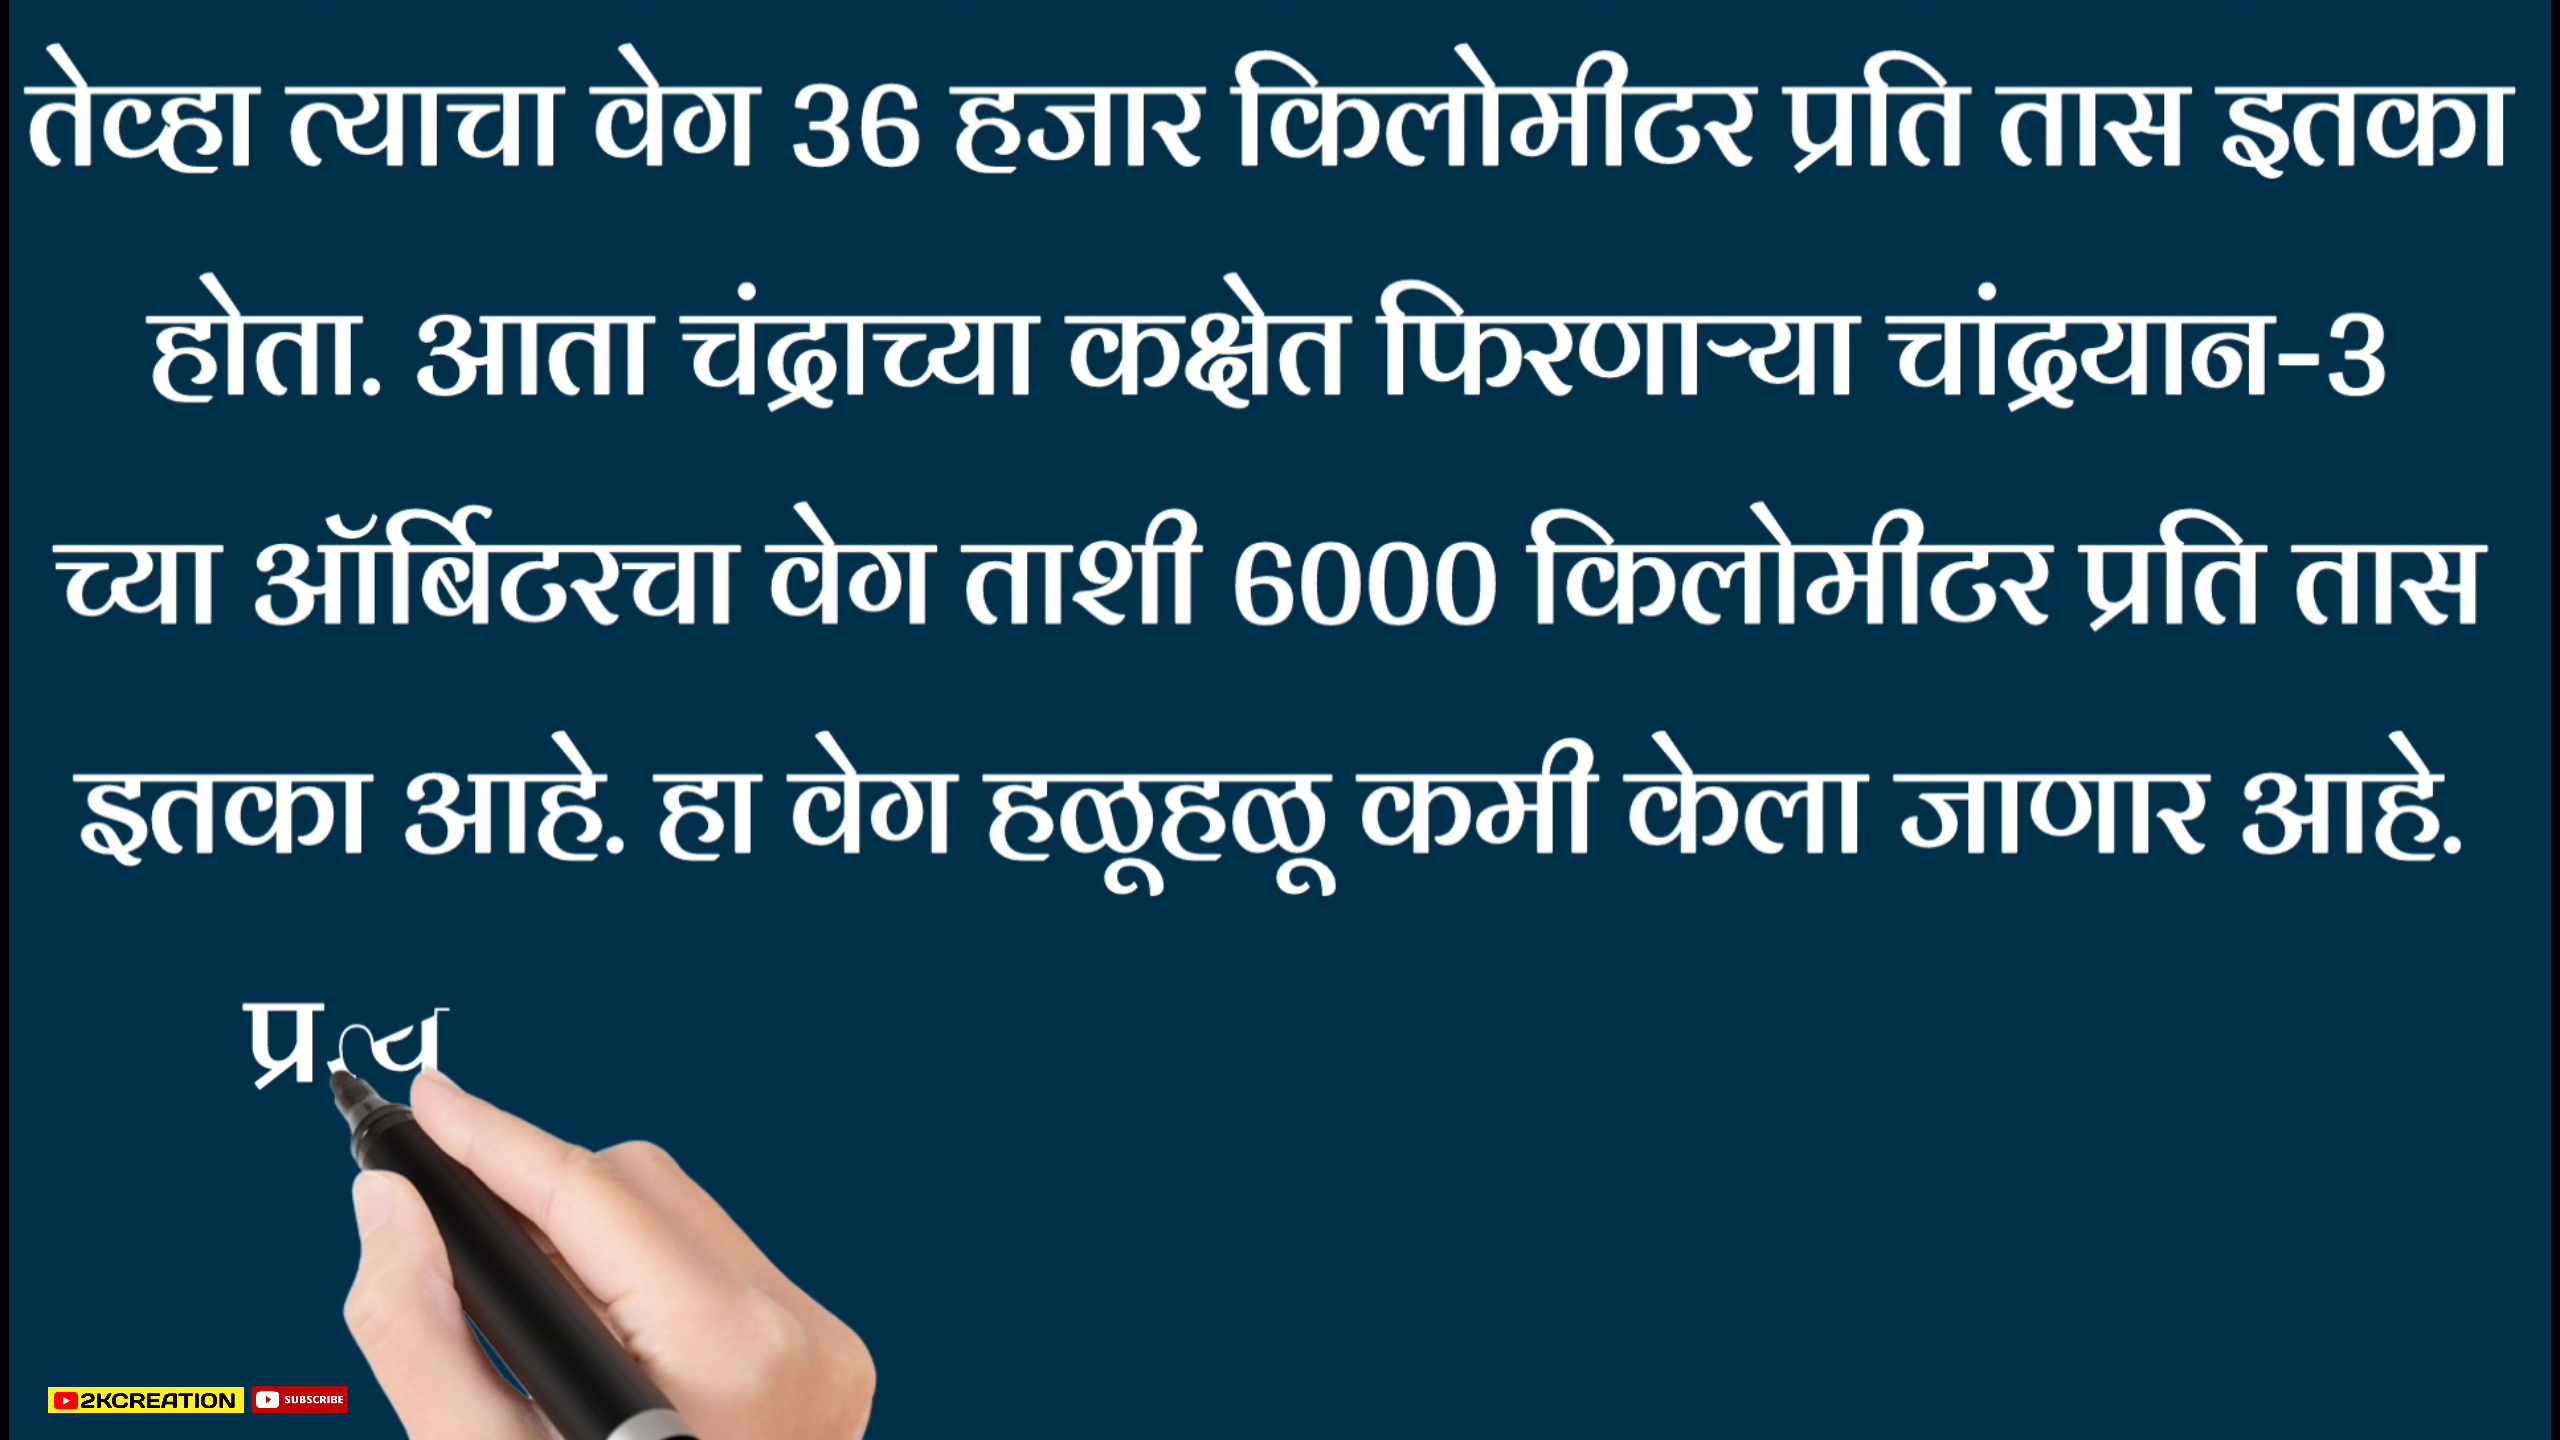 तेव्हा त्याचा वेग 36 हजार किलोमीटर प्रति तास इतका
होता. आता चंद्राच्या कक्षेत फिरणाऱ्या चांद्रयान-3
च्या ऑर्बिटरचा वेग ताशी 6000 किलोमीटर प्रति तास
इतका आहे. हा वेग हळूहळू कमी केला जाणार आहे.
2KCREATION SUBSCRIBE